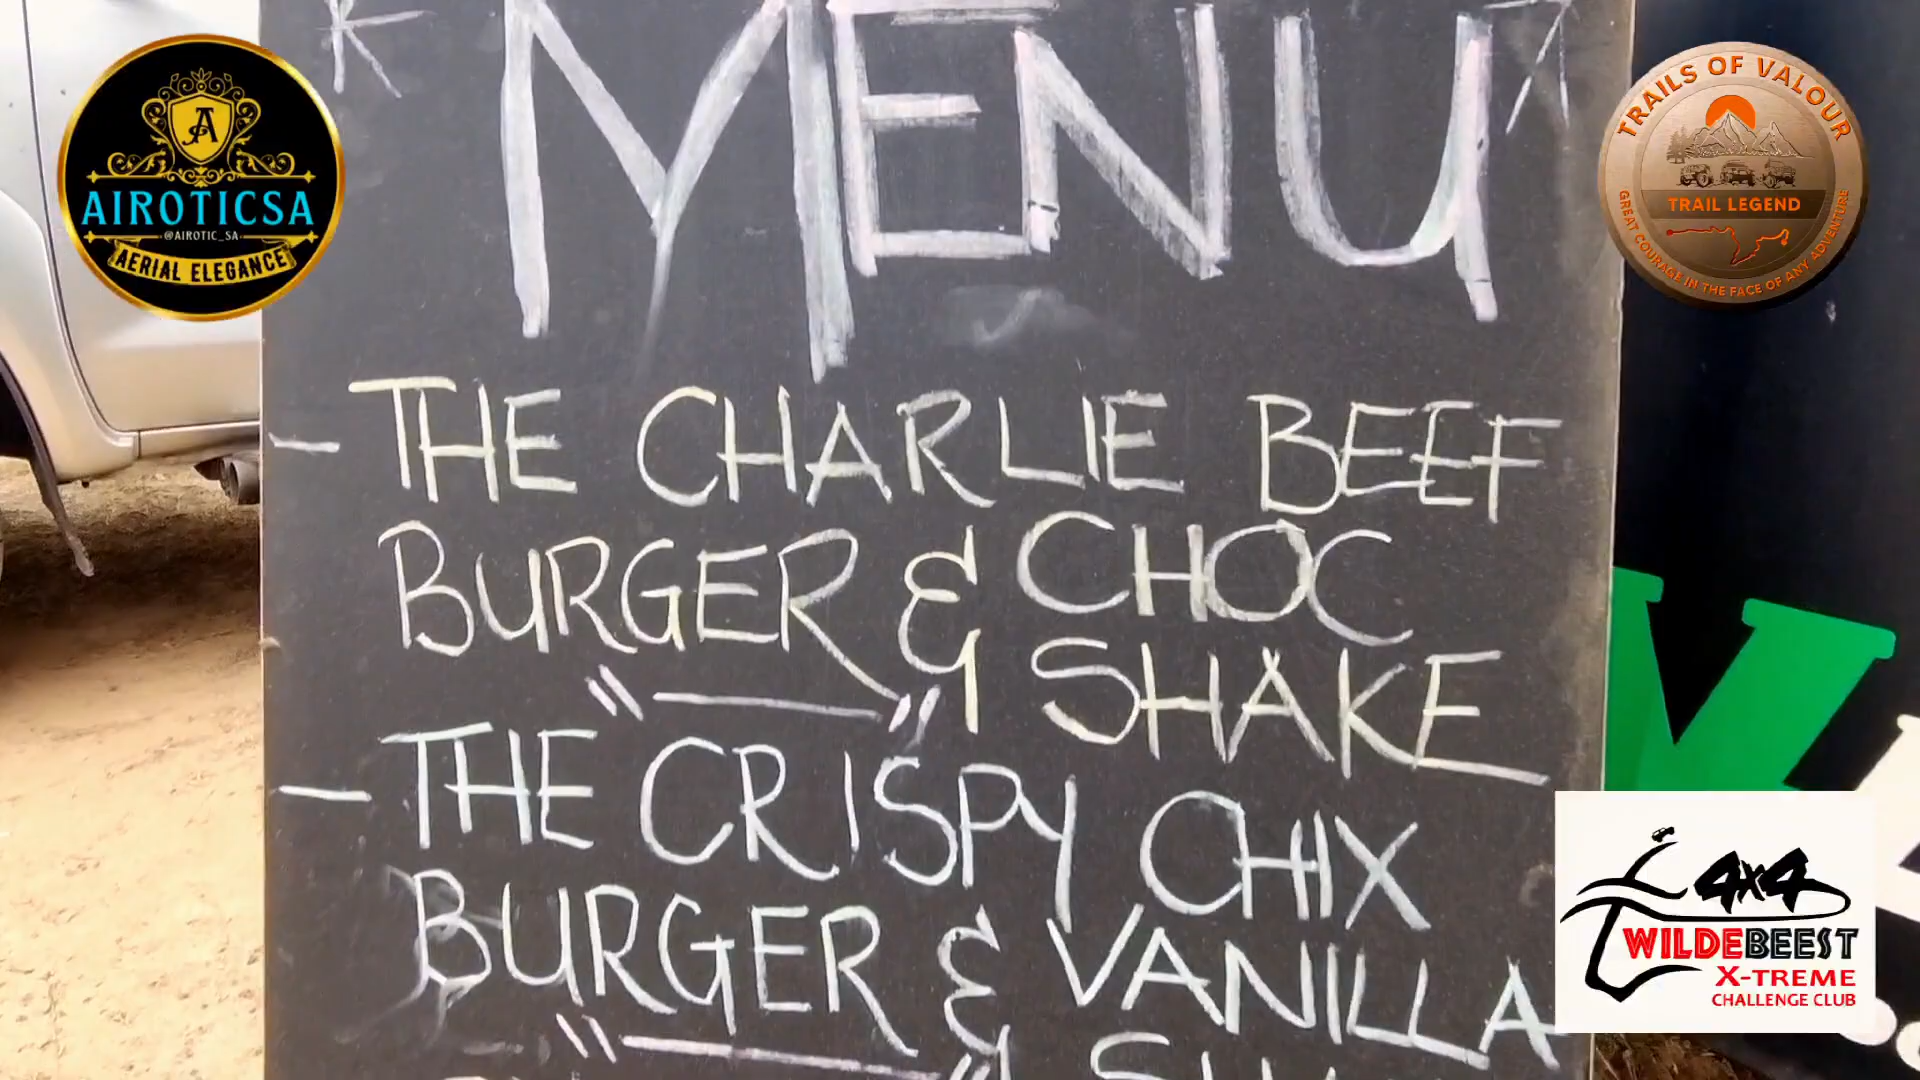 * MENU *
- THE CHARLIE BEEF
BURGER & CHOC
SHAKE
" — "
- THE CRISPY CHIX
BURGER & VANILLA
" — "
A
AIROTICSA
@AIROTIC_SA
AERIAL ELEGANCE
TRAILS OF VALOUR
TRAIL LEGEND
GREAT COURAGE IN THE FACE OF ANY ADVENTURE
4x4
WILDEBEEST
X-TREME
CHALLENGE CLUB